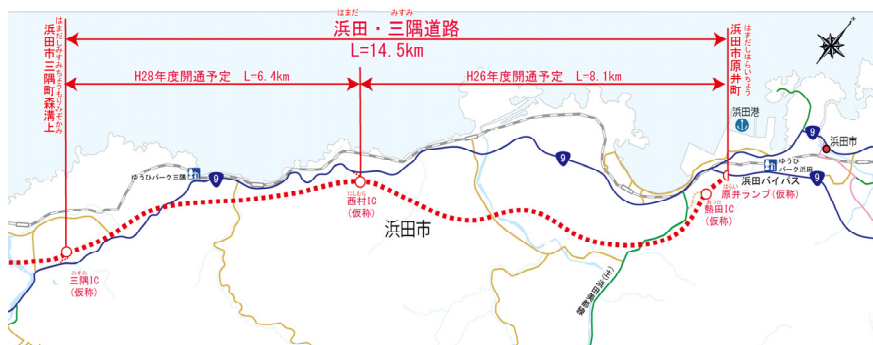 はまだ みすみ
浜田・三隅道路
L=14.5km
H28年度開通予定 L=6.4km
H26年度開通予定 L=8.1km
はまだしみすみちょうもりみぞかみ
浜田市三隅町森溝上
はまだしはらいちょう
浜田市原井町
浜田港
9
浜田市
ゆうひパーク三隅
9
9
ゆうひ
パーク浜田
浜田バイパス
9
はらい
原井ランプ(仮称)
熱田IC
(仮称)
にしむら
西村IC
(仮称)
浜田市
みすみ
三隅IC
(仮称)